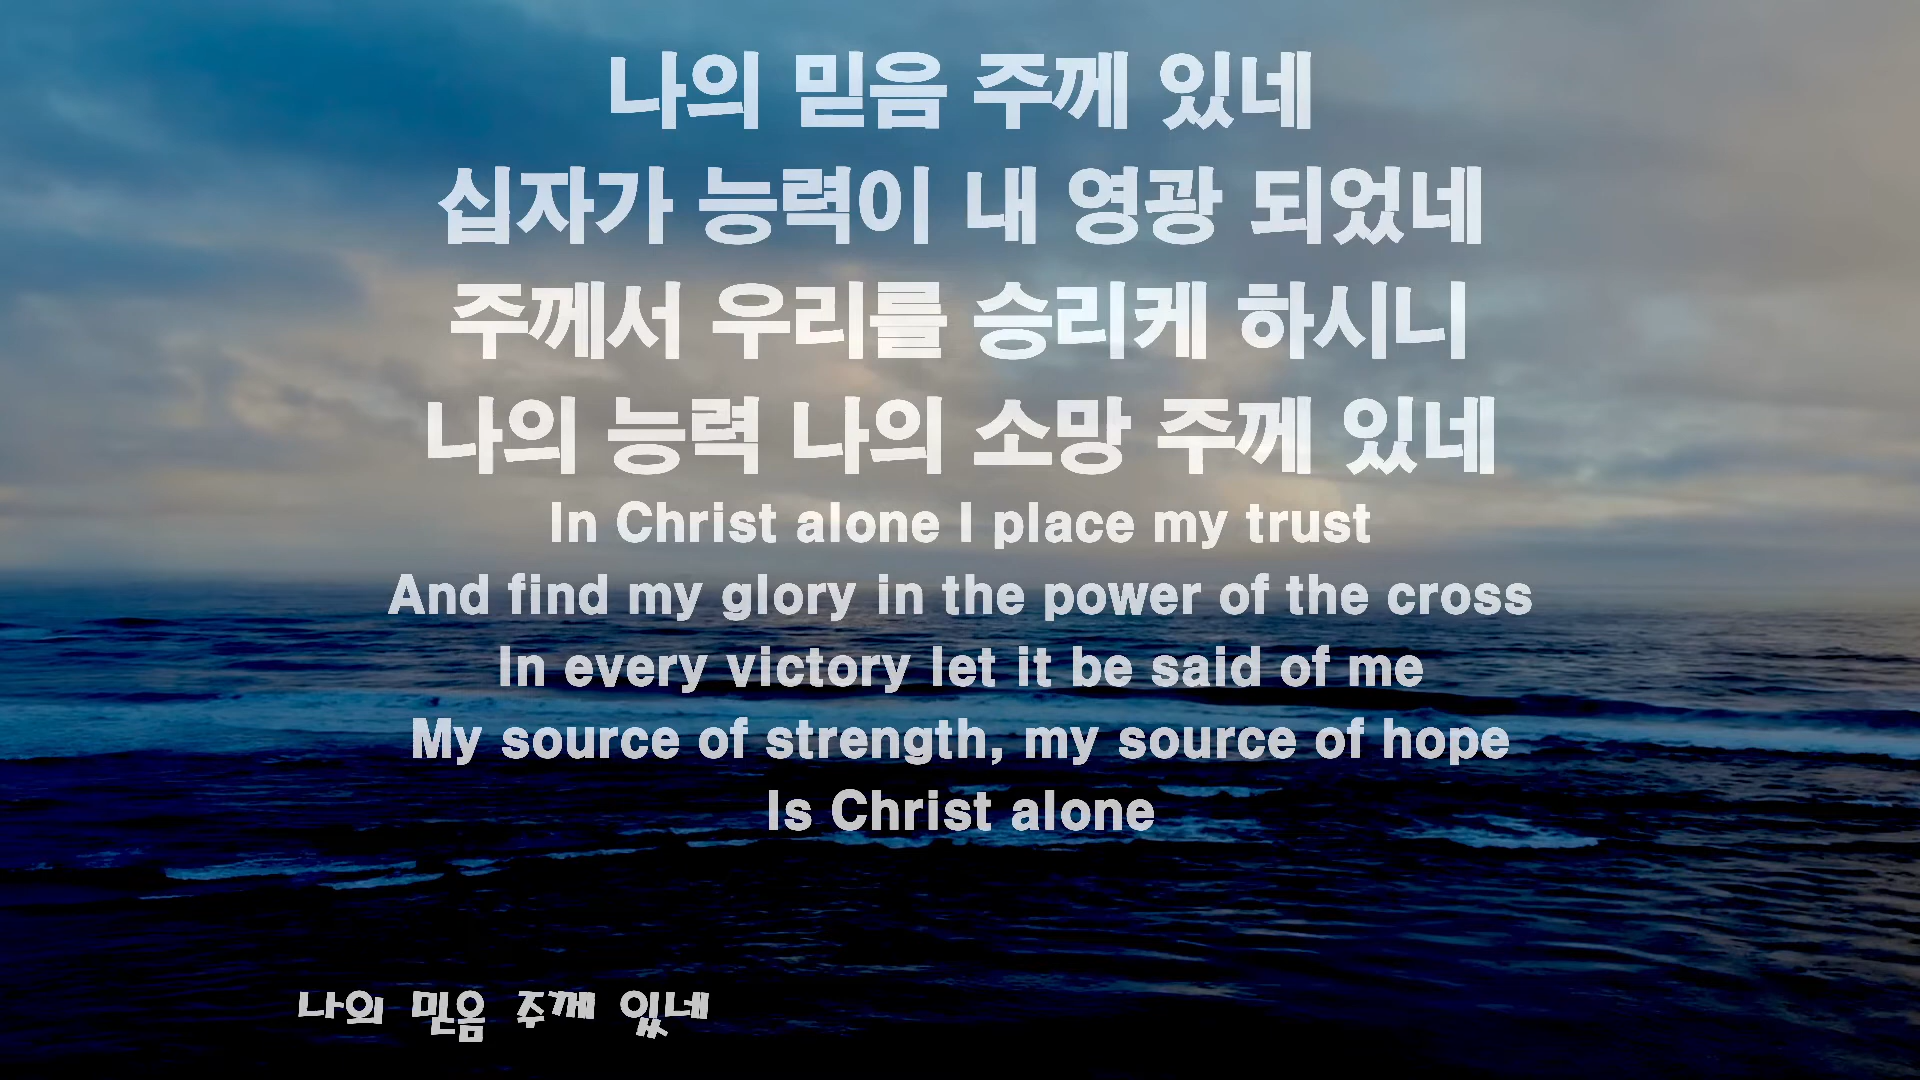 나의 믿음 주께 있네
십자가 능력이 내 영광 되었네
주께서 우리를 승리케 하시니
나의 능력 나의 소망 주께 있네
In Christ alone I place my trust
And find my glory in the power of the cross
In every victory let it be said of me
My source of strength, my source of hope
Is Christ alone
나의 믿음 주께 있네